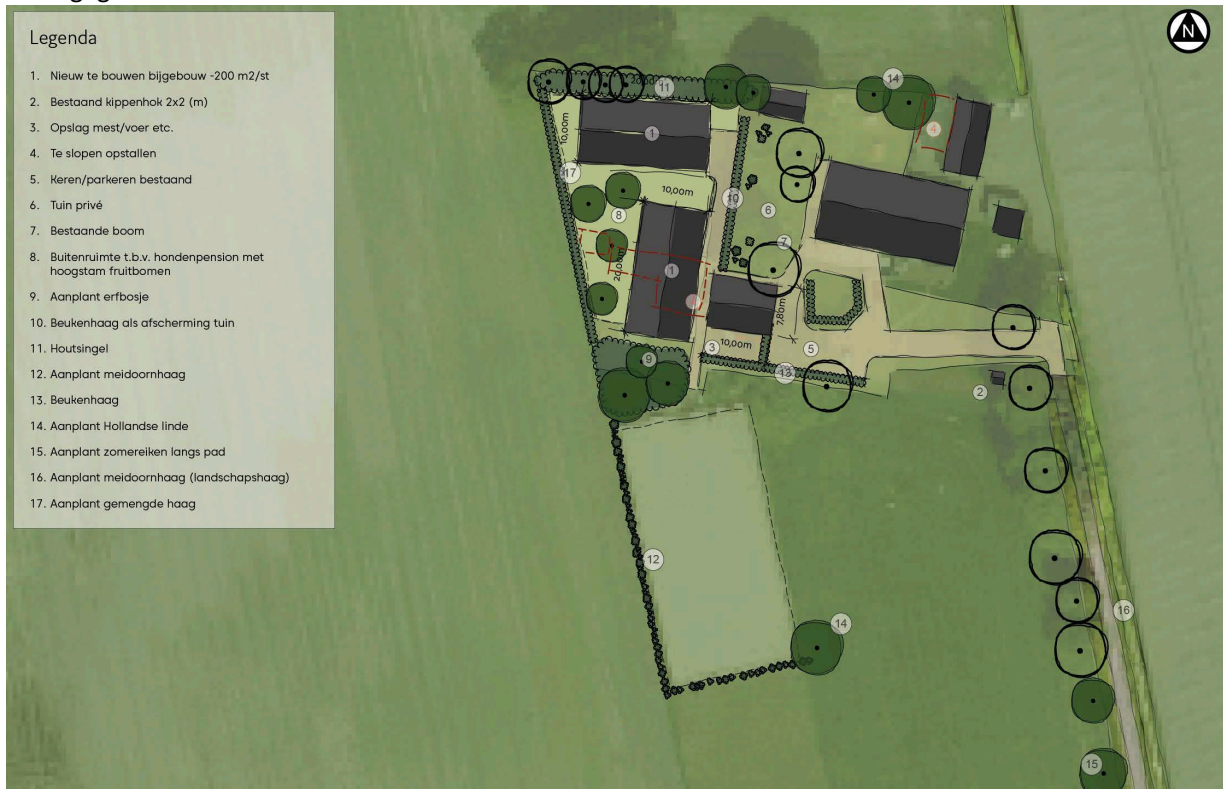 Legenda
1. Nieuw te bouwen bijgebouw -200 m2/st
2. Bestaand kippenhok 2x2 (m)
3. Opslag mest/voer etc.
4. Te slopen opstallen
5. Keren/parkeren bestaand
6. Tuin privé
7. Bestaande boom
8. Buitenruimte t.b.v. hondenpension met
hoogstam fruitbomen
9. Aanplant erfbosje
10. Beukenhaag als afscherming tuin
11. Houtsingel
12. Aanplant meidoornhaag
13. Beukenhaag
14. Aanplant Hollandse linde
15. Aanplant zomereiken langs pad
16. Aanplant meidoornhaag (landschapshaag)
17. Aanplant gemengde haag
N
11
14
10,00m
1
4
17
10,00m
10
8
6
7
20,00m
1
7,80m
3
10,00m
5
9
13
2
12
16
14
15